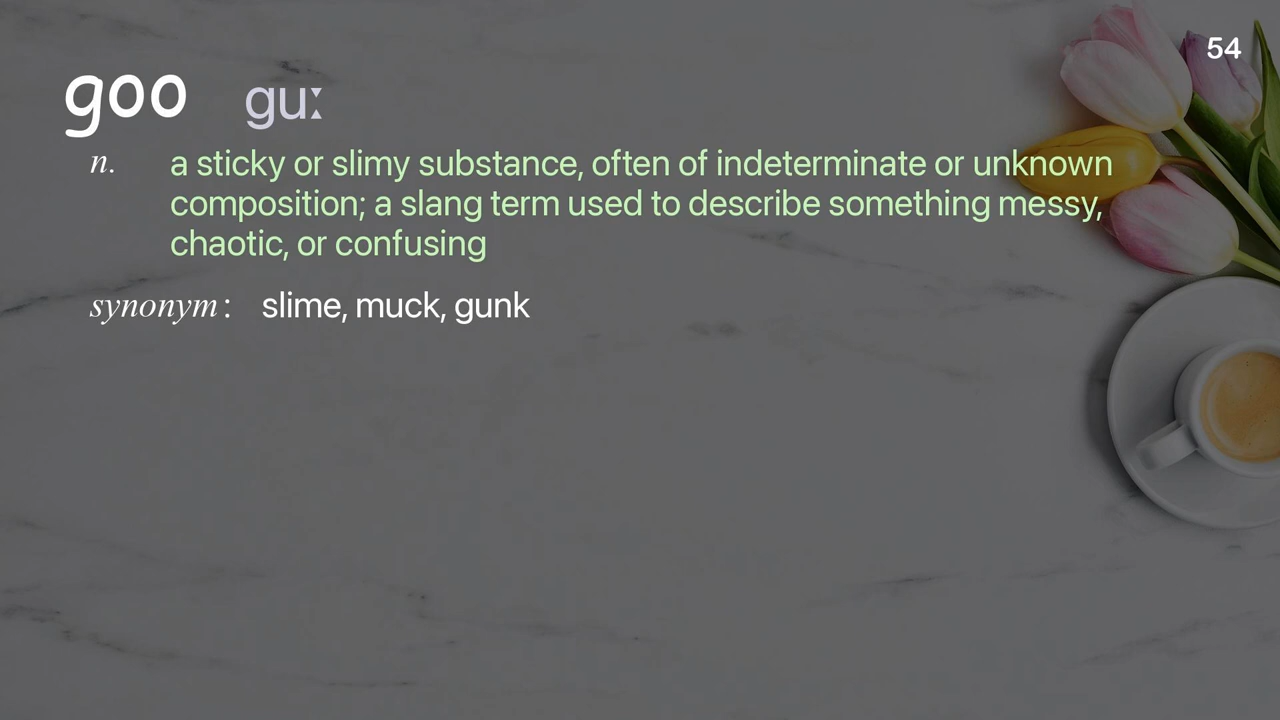 54
goo guː
n. a sticky or slimy substance, often of indeterminate or unknown
composition; a slang term used to describe something messy,
chaotic, or confusing
synonym: slime, muck, gunk